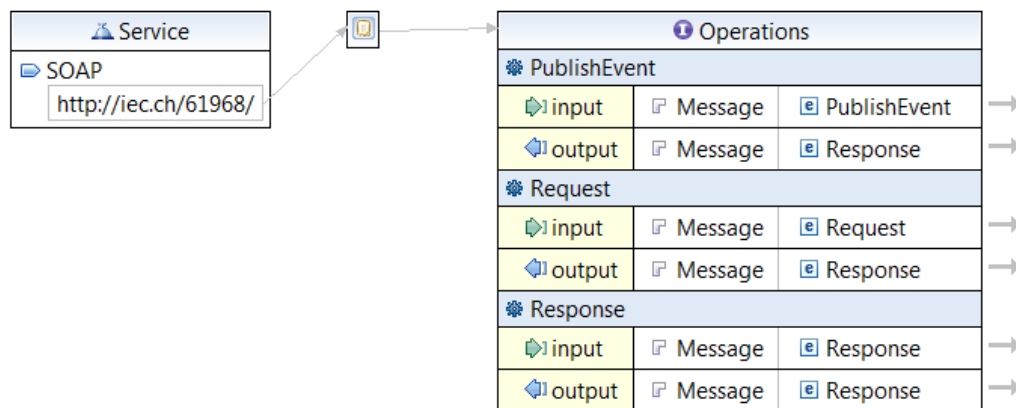 Service
SOAP
http://iec.ch/61968/
Operations
PublishEvent
input Message PublishEvent
output Message Response
Request
input Message Request
output Message Response
Response
input Message Response
output Message Response